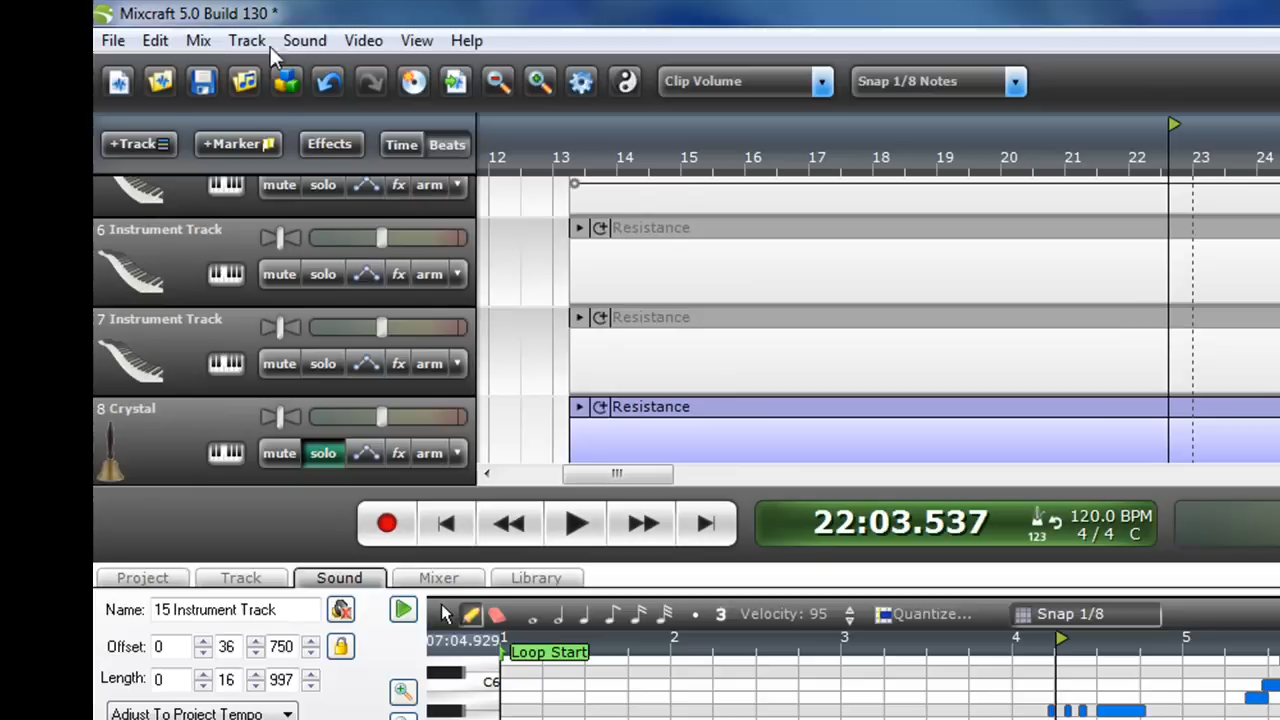 Mixcraft 5.0 Build 130 *
File Edit Mix Track Sound Video View Help
Clip Volume Snap 1/8 Notes
+Track +Marker Effects Time Beats
12 13 14 15 16 17 18 19 20 21 22 23 24
mute solo fx arm
6 Instrument Track Resistance
mute solo fx arm
7 Instrument Track Resistance
mute solo fx arm
8 Crystal Resistance
mute solo fx arm
22:03.537 123 120.0 BPM
4 / 4 C
Project Track Sound Mixer Library
Name: 15 Instrument Track 3 Velocity: 95 Quantize... Snap 1/8
Offset: 0 36 750 07:04.929 1 2 3 4 5
Loop Start
Length: 0 16 997 C6
Adjust To Project Tempo